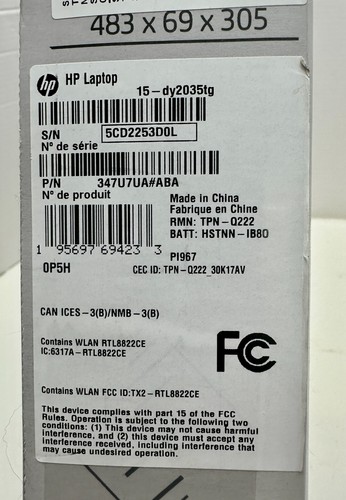 483 x 69 x 305
hp HP Laptop
15-dy2035tg
S/N 5CD2253D0L
N° de série
P/N 347U7UA#ABA
N° de produit
Made in China
Fabriqué en Chine
RMN: TPN-Q222
BATT: HSTNN-IB80
1 95697 69423 3
PI967
0P5H
CEC ID: TPN-Q222_30K17AV
CAN ICES-3(B)/NMB-3(B)
Contains WLAN RTL8822CE
IC:6317A-RTL8822CE
FC
Contains WLAN FCC ID:TX2-RTL8822CE
This device complies with part 15 of the FCC
Rules. Operation is subject to the following two
conditions: (1) This device may not cause harmful
interference, and (2) this device must accept any
interference received, including interference that
may cause undesired operation.